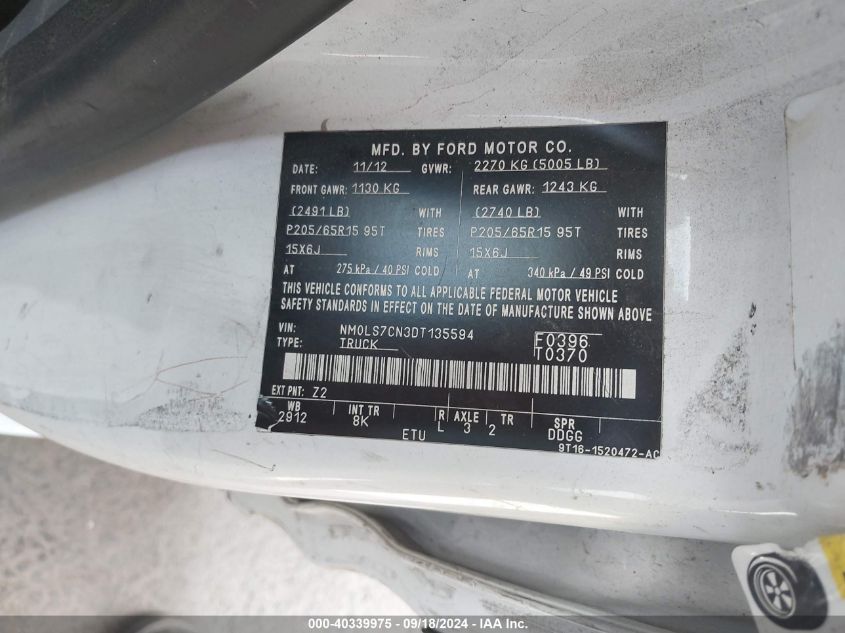 MFD. BY FORD MOTOR CO.
DATE: 11/12 GVWR: 2270 KG (5005 LB)
FRONT GAWR: 1130 KG REAR GAWR: 1243 KG
(2491 LB) WITH (2740 LB) WITH
P205/65R15 95T TIRES P205/65R15 95T TIRES
15X6J RIMS 15X6J RIMS
AT 275 kPa / 40 PSI COLD AT 340 kPa / 49 PSI COLD
THIS VEHICLE CONFORMS TO ALL APPLICABLE FEDERAL MOTOR VEHICLE
SAFETY STANDARDS IN EFFECT ON THE DATE OF MANUFACTURE SHOWN ABOVE
VIN: NM0LS7CN3DT135594 F0396
TYPE: TRUCK T0370
EXT PNT: Z2
WB INT TR R AXLE TR SPR
2912 8K L 3 2 DDGG
ETU 9T16-1520472-AC
000-40339975 - 09/18/2024 - IAAI - IAA, Inc.